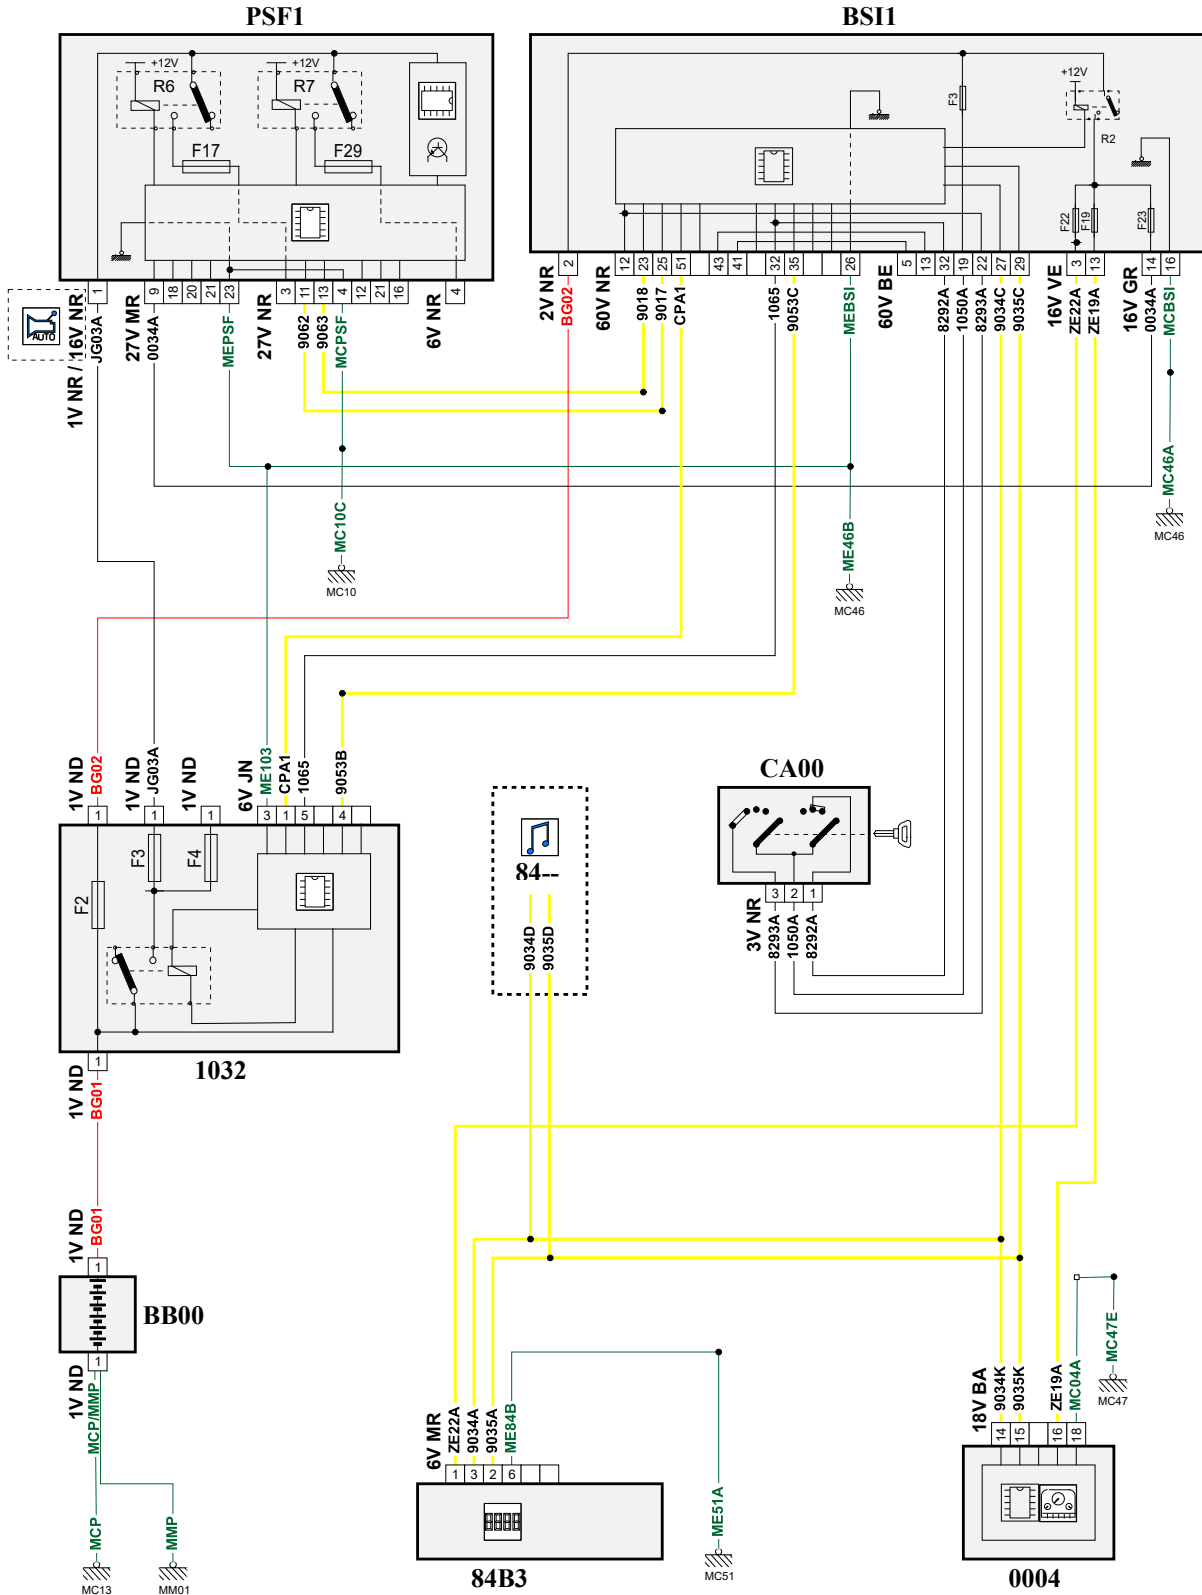 PSF1
BSI1
+12V
+12V
R6
R7
F17
F29
F3
+12V
R2
F22
F19
F23
1
9
18
20
21
23
3
11
13
4
12
21
16
4
2
12
23
25
51
43
41
32
35
26
5
13
32
19
22
27
29
3
13
14
16
AUTO
1V NR / 16V NR
JG03A
27V MR
0034A
MEPSF
27V NR
9062
9063
MCPSF
6V NR
2V NR
BG02
60V NR
9018
9017
CPA1
1065
9053C
MEBSI
60V BE
8292A
1050A
8293A
9034C
9035C
16V VE
ZE22A
ZE19A
16V GR
0034A
MCBSI
MC10C
MC10
ME46B
MC46
MC46A
MC46
1V ND
BG02
1V ND
JG03A
1V ND
6V JN
ME103
CPA1
1065
9053B
1
1
1
3
1
5
4
F2
F3
F4
1
1032
1V ND
BG01
84--
9034D
9035D
CA00
3
2
1
3V NR
8293A
1050A
8292A
1V ND
BG01
1
BB00
1
1V ND
MCP/MMP
MCP
MC13
MMP
MM01
6V MR
ZE22A
9034A
9035A
ME84B
1
3
2
6
84B3
ME51A
MC51
18V BA
9034K
9035K
ZE19A
MC04A
MC47E
MC47
14
15
16
18
0004